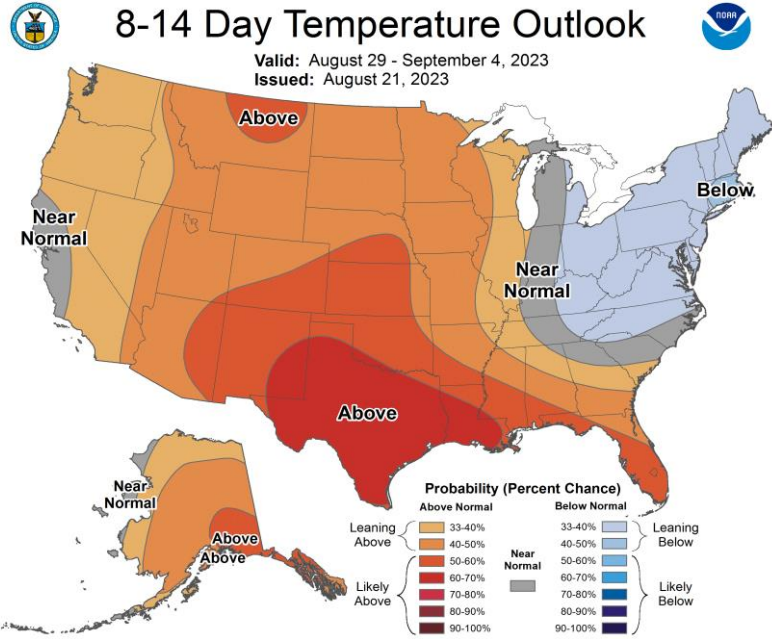 8-14 Day Temperature Outlook
Valid: August 29 - September 4, 2023
Issued: August 21, 2023
NOAA
Above
Near
Normal
Below
Near
Normal
Above
Near
Normal
Above
Above
Probability (Percent Chance)
Above Normal
Below Normal
Leaning
Above
33-40%
40-50%
Likely
Above
50-60%
60-70%
70-80%
80-90%
90-100%
Near
Normal
33-40%
40-50%
Leaning
Below
50-60%
60-70%
70-80%
80-90%
90-100%
Likely
Below